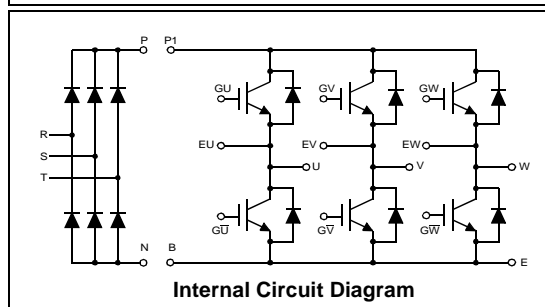 P P1
GU GV GW
R
EU EV EW
S
U V W
T
GU̅ GV̅ GW̅
N B E
Internal Circuit Diagram